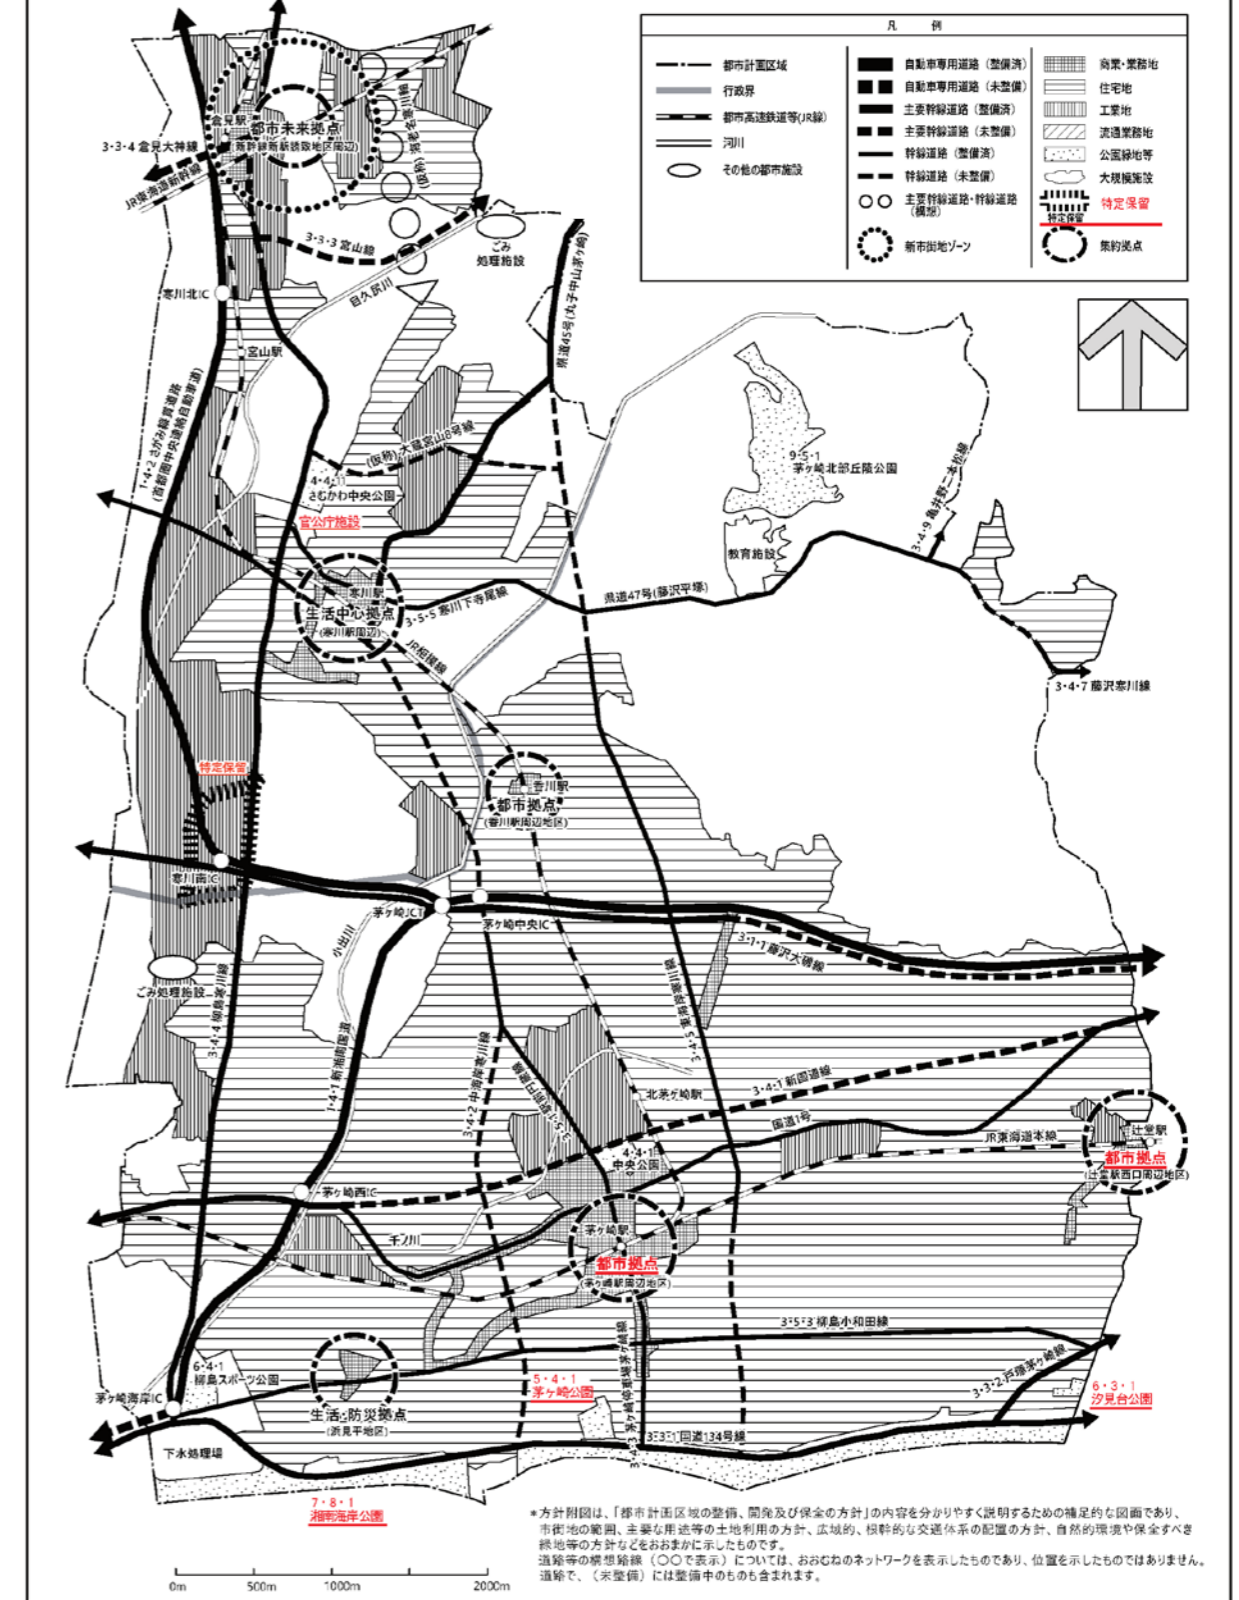 凡　例
都市計画区域
行政界
都市高速鉄道等(JR線)
河川
その他の都市施設
自動車専用道路（整備済）
自動車専用道路（未整備）
主要幹線道路（整備済）
主要幹線道路（未整備）
幹線道路（整備済）
幹線道路（未整備）
主要幹線道路・幹線道路
（構想）
新市街地ゾーン
商業・業務地
住宅地
工業地
流通業務地
公園緑地等
大規模施設
特定保留
特定保留
集約拠点
倉見駅
都市未来拠点
(新幹線新駅誘致地区周辺)
3・3・4 倉見大神線
JR東海道新幹線
(仮称)海老名寒川線
3・3・3 宮山線
ごみ
処理施設
目久尻川
寒川北IC
宮山駅
県道45号(丸子中山茅ヶ崎)
1・4・2 さがみ縦貫道路
(首都圏中央連絡自動車道)
(仮称)大蔵宮山8号線
4・4・11
さむかわ中央公園
官公庁施設
9・5・1
茅ヶ崎北部丘陵公園
教育施設
3・4・9 亀井野二本松線
寒川駅
生活中心拠点
(寒川駅周辺)
3・5・5 寒川下寺尾線
県道47号(藤沢平塚)
JR相模線
3・4・7 藤沢寒川線
特定保留
香川駅
都市拠点
(香川駅周辺地区)
寒川南IC
茅ヶ崎JCT
茅ヶ崎中央IC
小出川
3・1・1 藤沢大磯線
ごみ処理施設
3・4・4 柳島寒川線
1・4・1 新湘南国道
3・4・2 中海岸寒川線
3・4・5 東海岸寒川線
北茅ヶ崎駅
3・4・1 新国道線
国道1号
JR東海道本線
辻堂駅
都市拠点
(辻堂駅西口周辺地区)
4・4・1
中央公園
茅ヶ崎西IC
千ノ川
茅ヶ崎駅
都市拠点
(茅ヶ崎駅周辺地区)
3・5・3 柳島小和田線
3・3・2 戸塚茅ヶ崎線
6・4・1
柳島スポーツ公園
茅ヶ崎海岸IC
生活・防災拠点
(浜見平地区)
5・4・1
茅ヶ崎公園
6・3・1
汐見台公園
3・3・1 国道134号線
下水処理場
7・8・1
湘南海岸公園
*方針附図は、「都市計画区域の整備、開発及び保全の方針」の内容を分かりやすく説明するための補足的な図面であり、
市街地の範囲、主要な用途等の土地利用の方針、広域的、根幹的な交通体系の配置の方針、自然的環境や保全すべき
緑地等の方針などをおおまかに示したものです。
道路等の構想路線（〇〇で表示）については、おおむねのネットワークを表示したものであり、位置を示したものではありません。
道路で、（未整備）には整備中のものも含まれます。
0m
500m
1000m
2000m